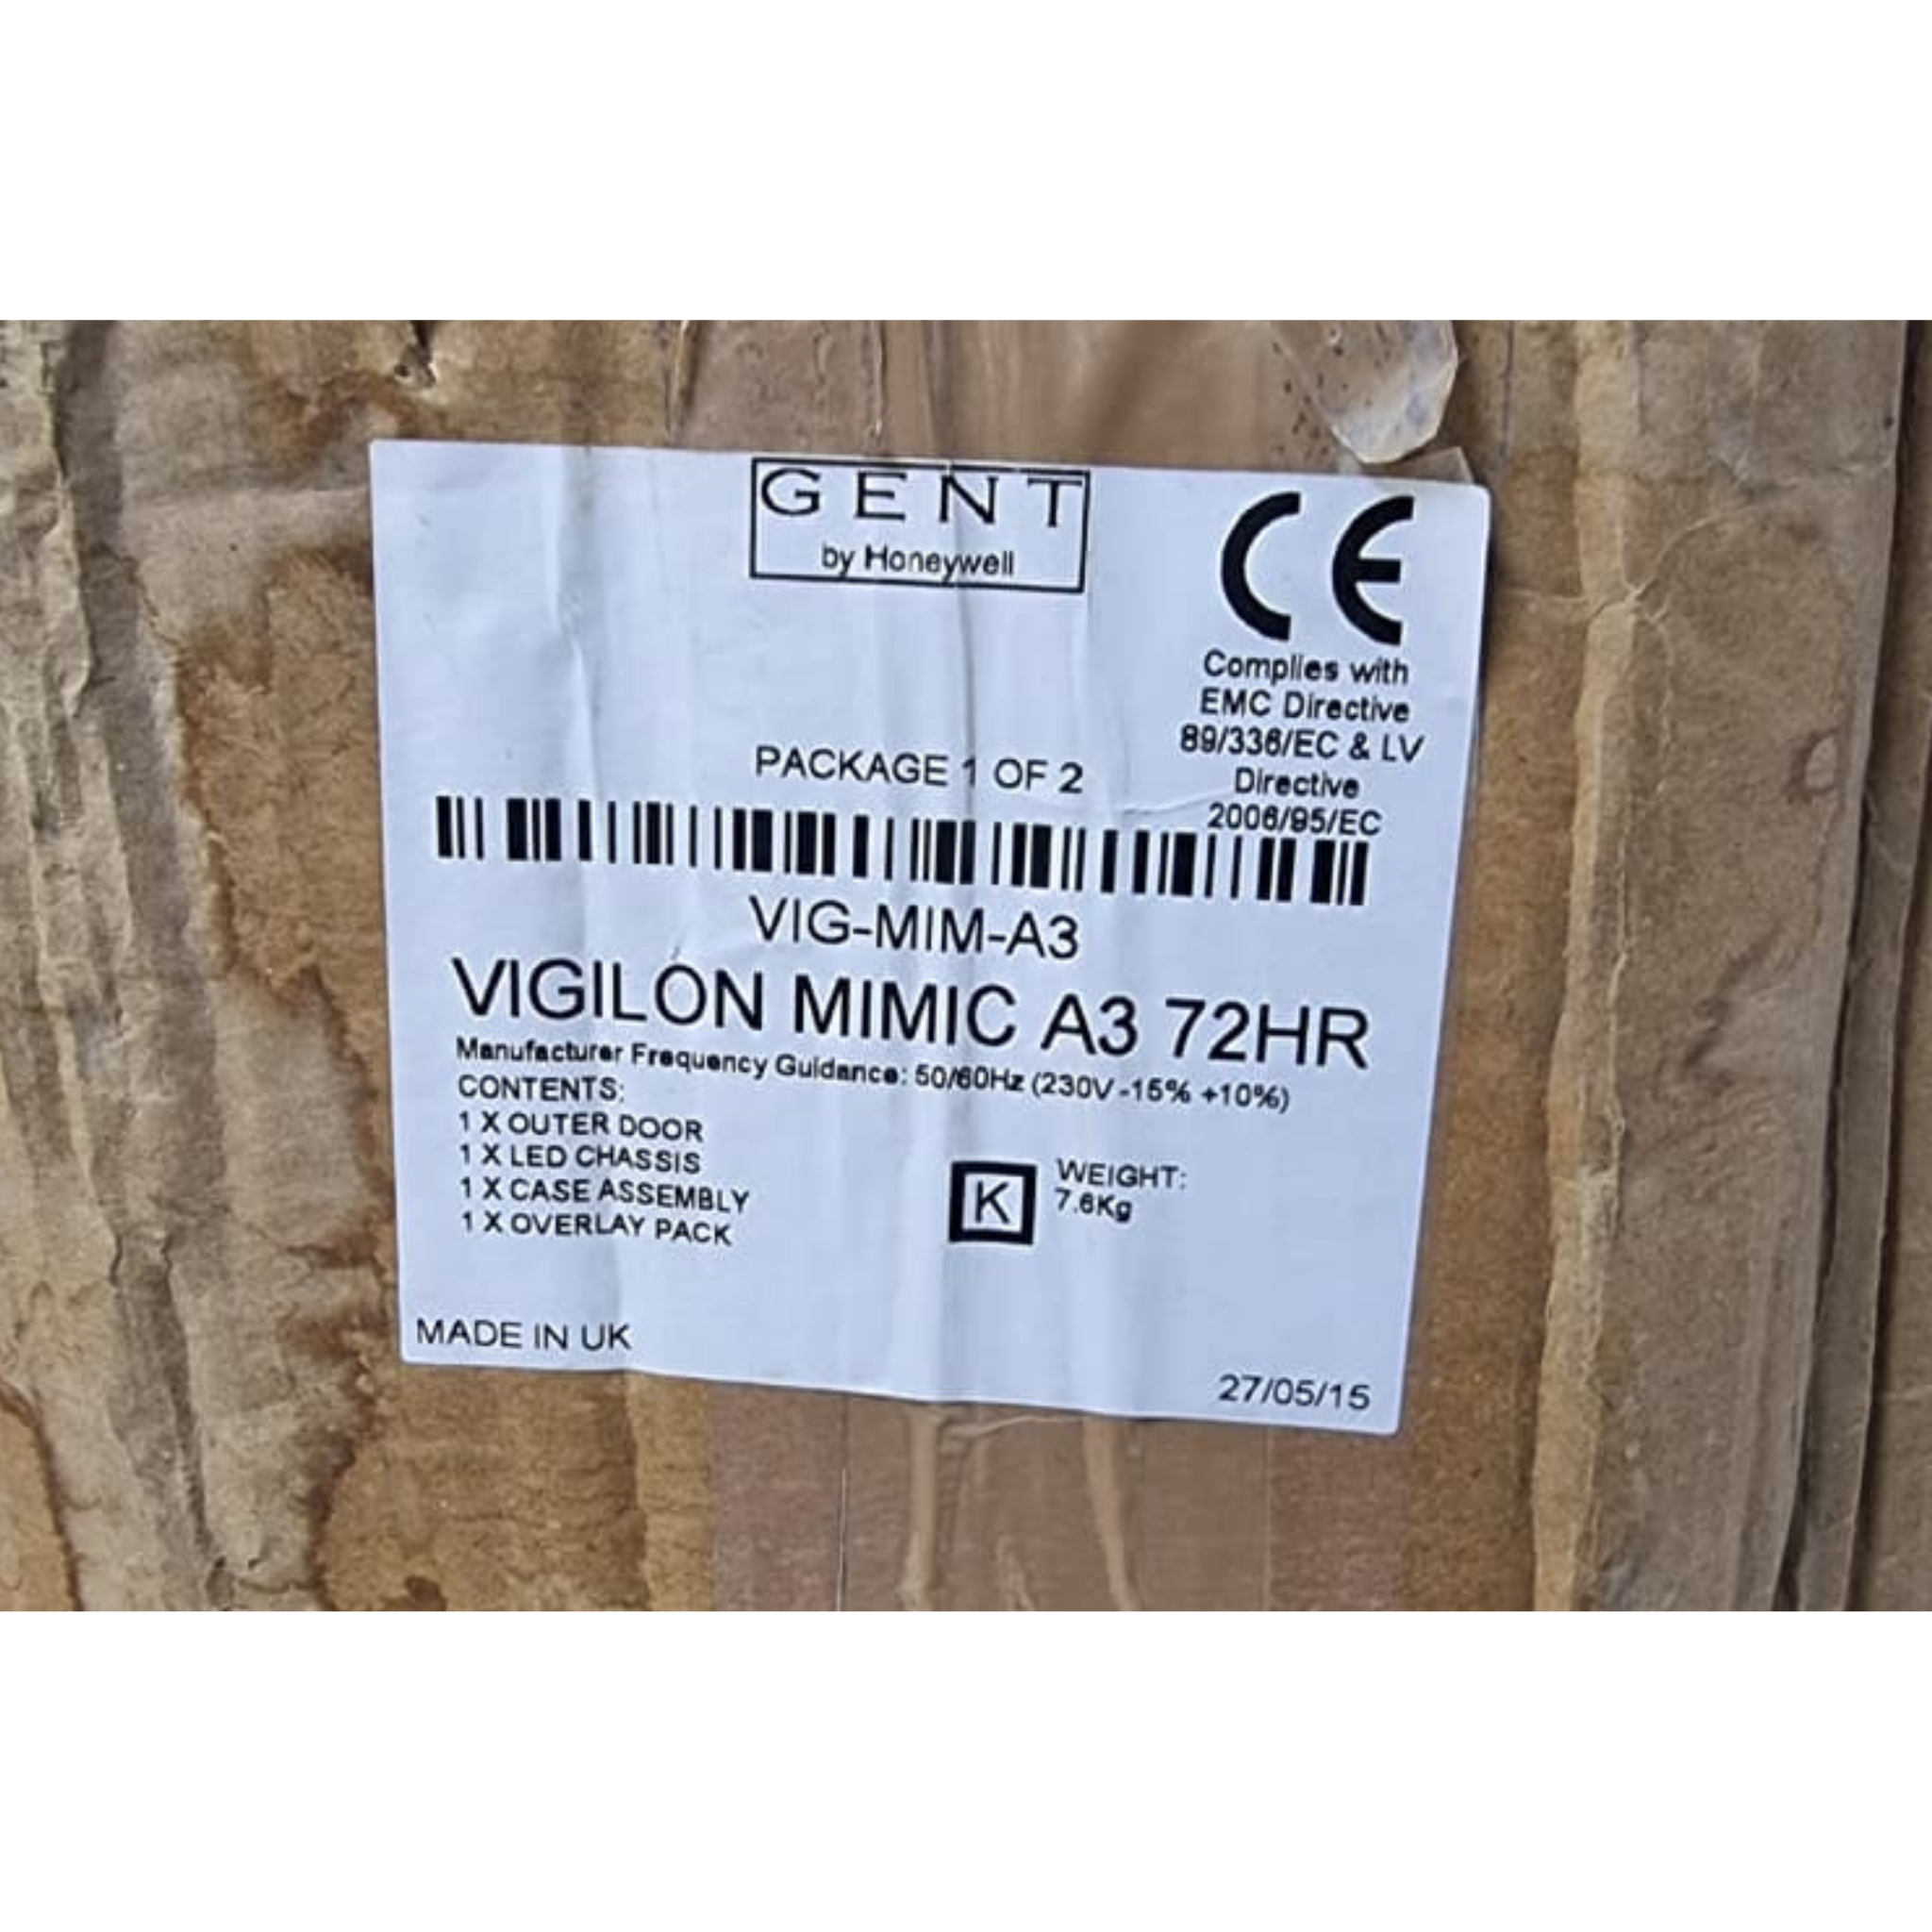 GENT
by Honeywell
CE
Complies with
EMC Directive
89/336/EC & LV
Directive
2006/95/EC
PACKAGE 1 OF 2
VIG-MIM-A3
VIGILON MIMIC A3 72HR
Manufacturer Frequency Guidance: 50/60Hz (230V -15% +10%)
CONTENTS:
1 X OUTER DOOR
1 X LED CHASSIS
1 X CASE ASSEMBLY
1 X OVERLAY PACK
K
WEIGHT:
7.6Kg
MADE IN UK
27/05/15